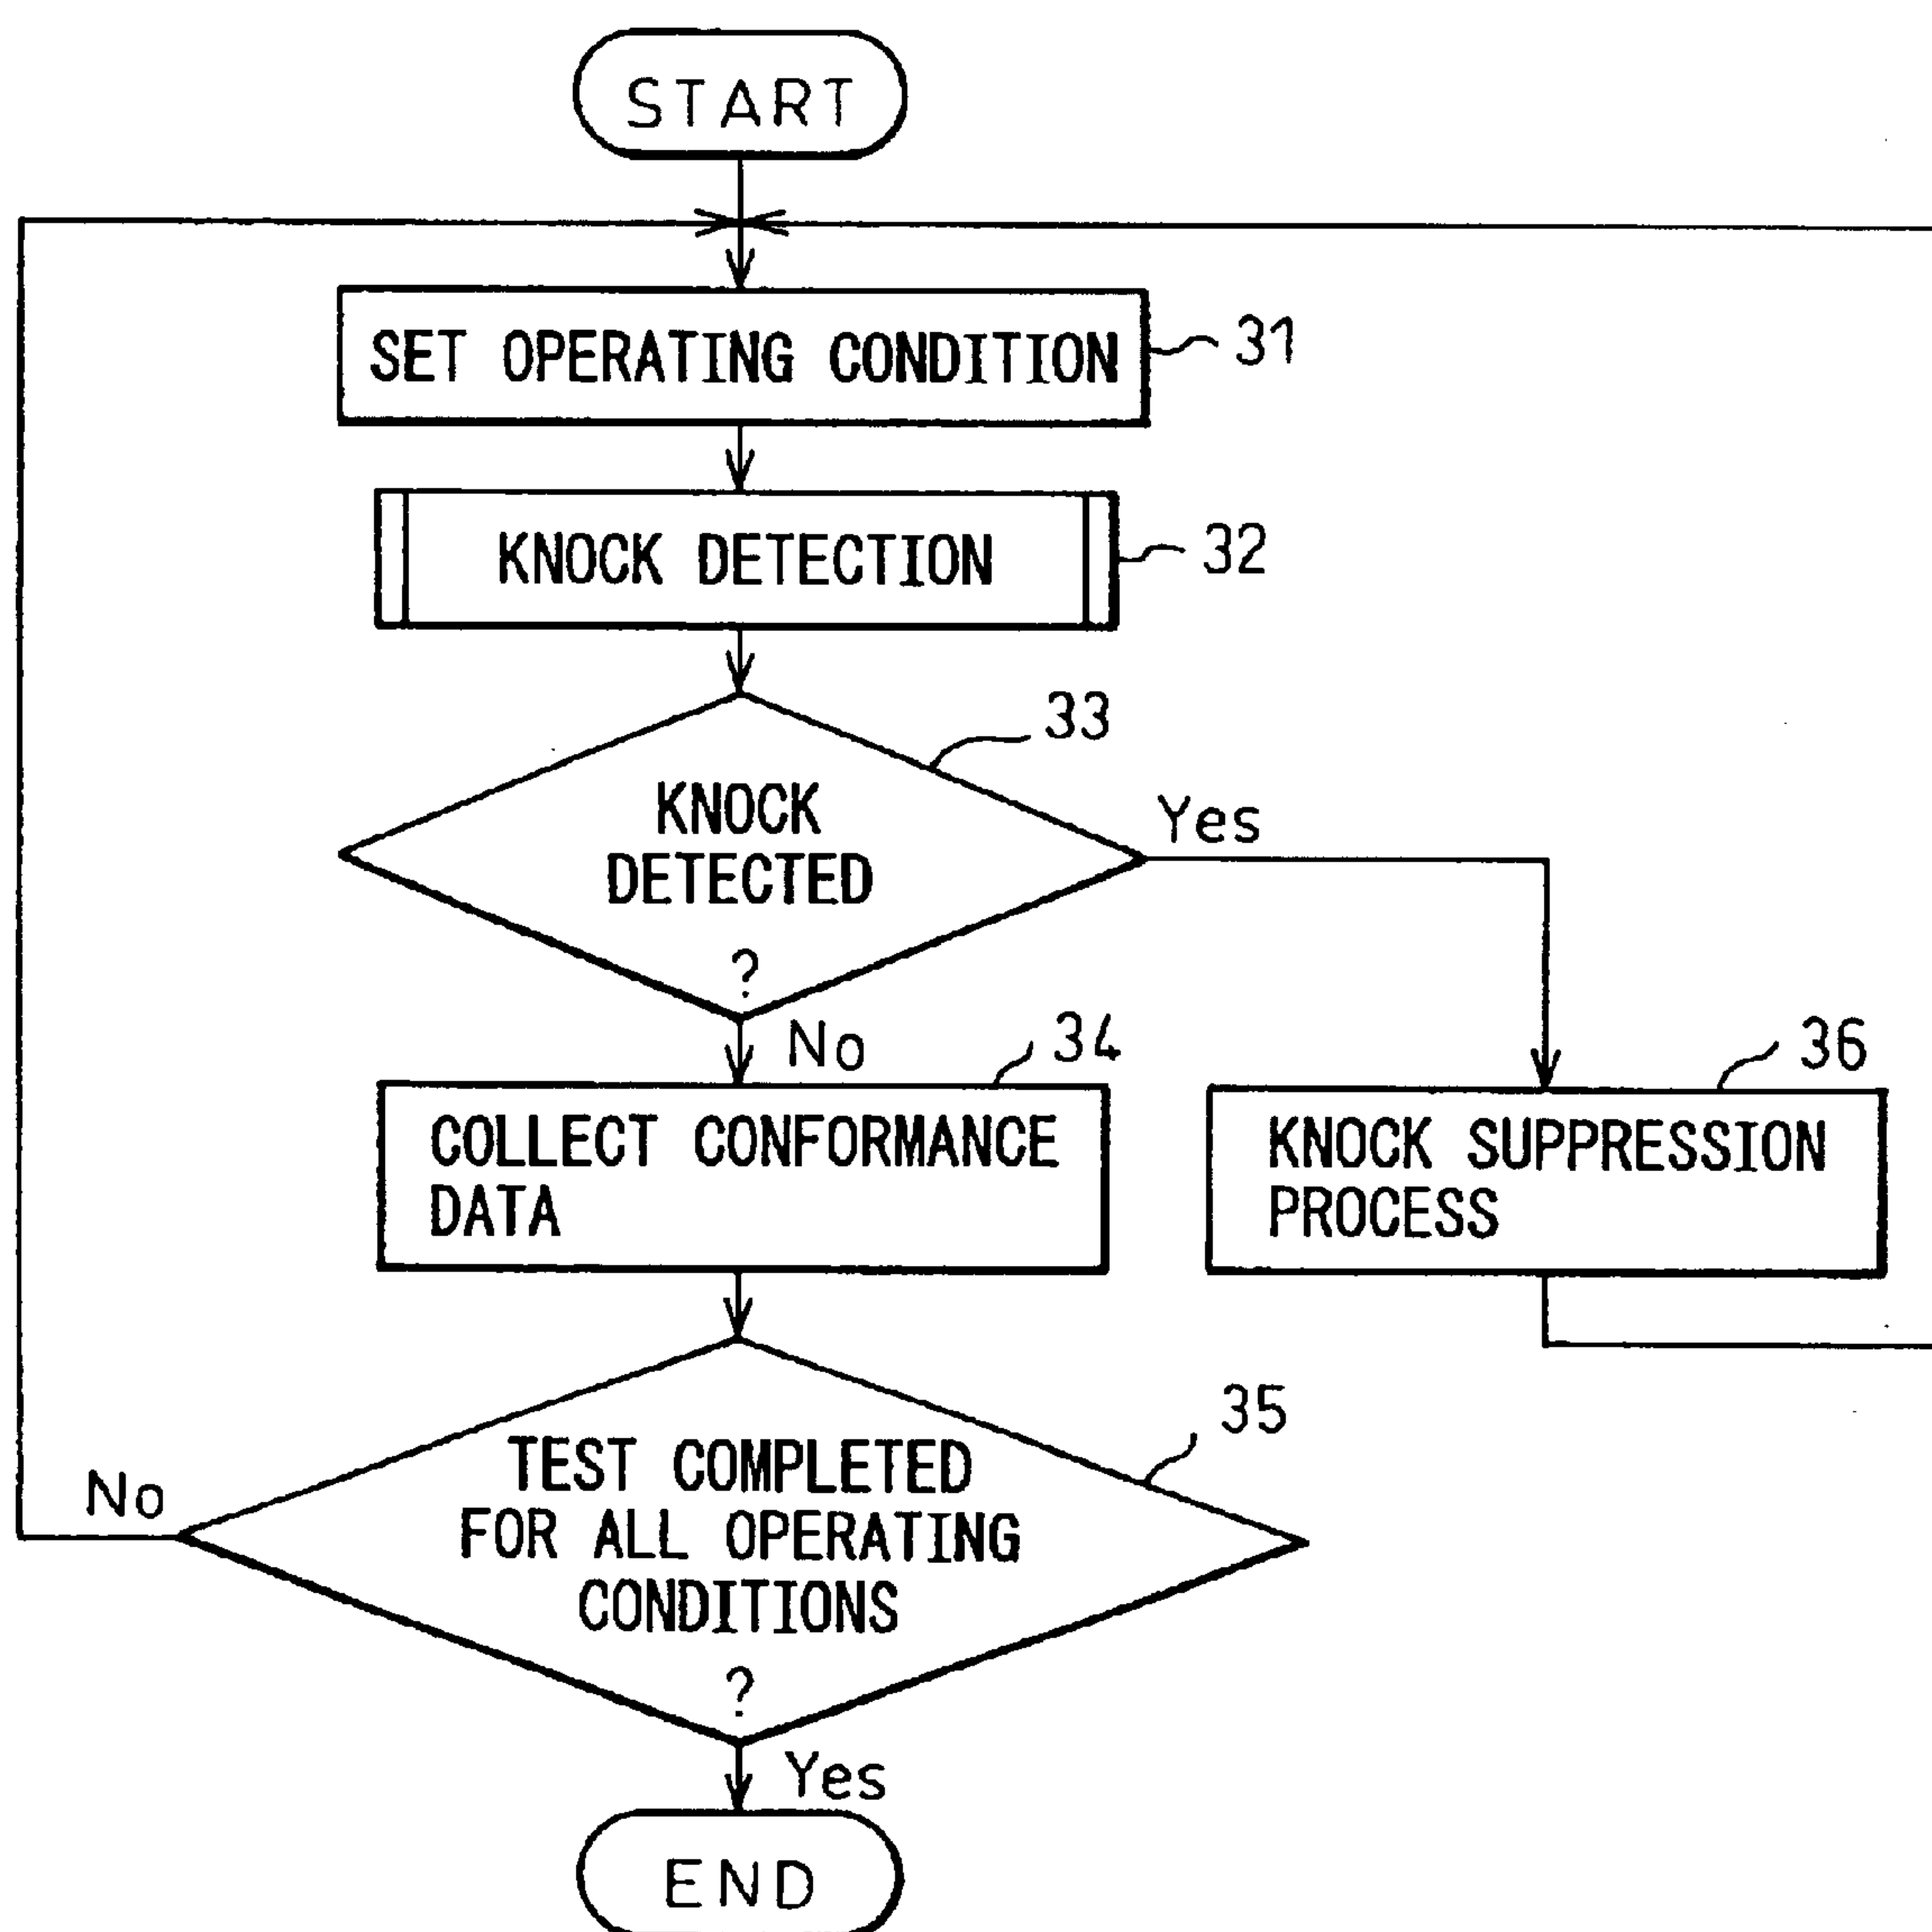 START
SET OPERATING CONDITION
31
KNOCK DETECTION
32
33
KNOCK
DETECTED
?
Yes
No
34
COLLECT CONFORMANCE
DATA
36
KNOCK SUPPRESSION
PROCESS
35
TEST COMPLETED
FOR ALL OPERATING
CONDITIONS
?
No
Yes
END